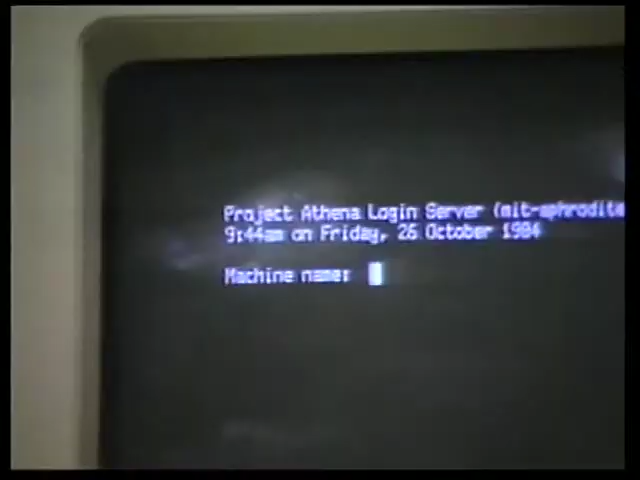 Project Athena Login Server (mit-aphrodite
9:44am on Friday, 26 October 1984
Machine name: